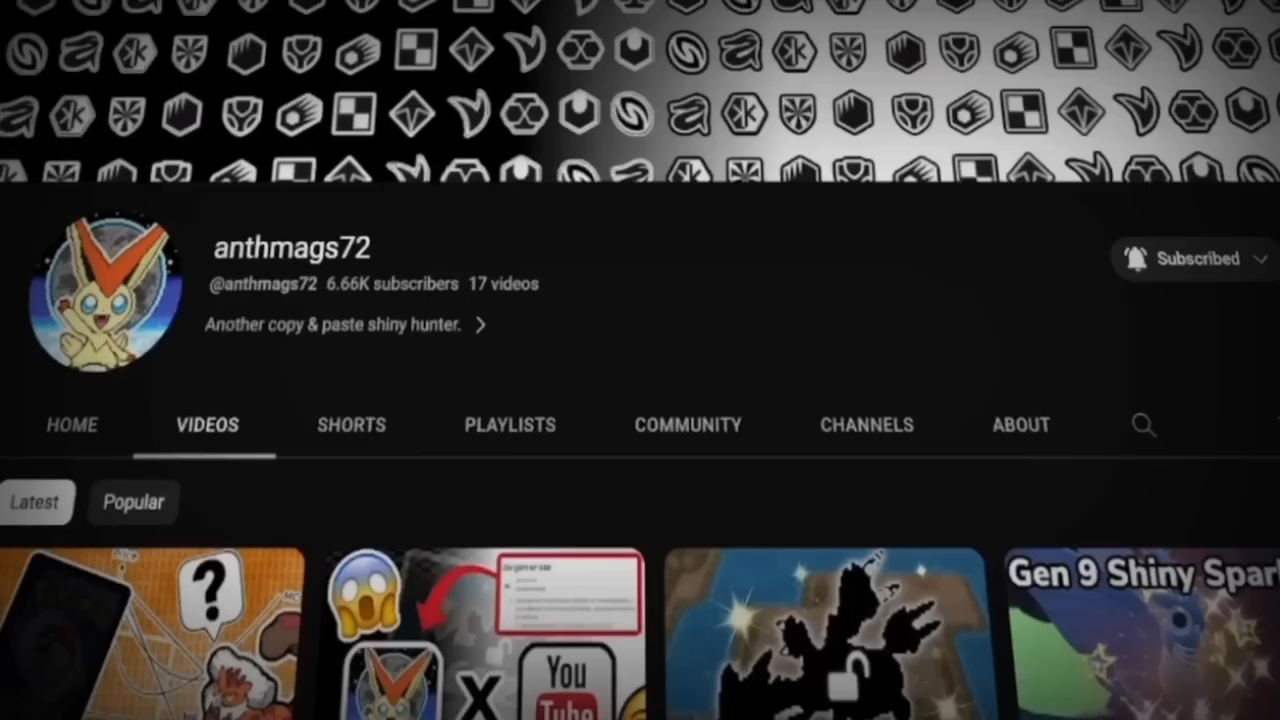 anthmags72
@anthmags72 6.66K subscribers 17 videos
Another copy & paste shiny hunter.
Subscribed
HOME VIDEOS SHORTS PLAYLISTS COMMUNITY CHANNELS ABOUT
Latest Popular
?
X
You
Tube
Gen 9 Shiny Spar